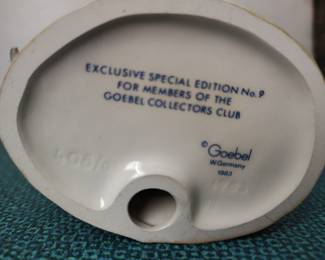 EXCLUSIVE SPECIAL EDITION No. 9
FOR MEMBERS OF THE
GOEBEL COLLECTORS CLUB
© Goebel
W. Germany